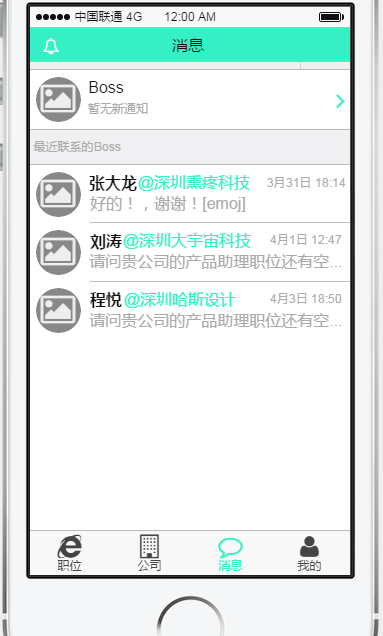 中国联通 4G 12:00 AM
消息
Boss
暂无新通知
最近联系的Boss
张大龙@深圳熏疼科技 3月31日 18:14
好的！，谢谢！[emoj]
刘涛@深圳大宇宙科技 4月1日 12:47
请问贵公司的产品助理职位还有空...
程悦@深圳哈斯设计 4月3日 18:50
请问贵公司的产品助理职位还有空...
职位 公司 消息 我的